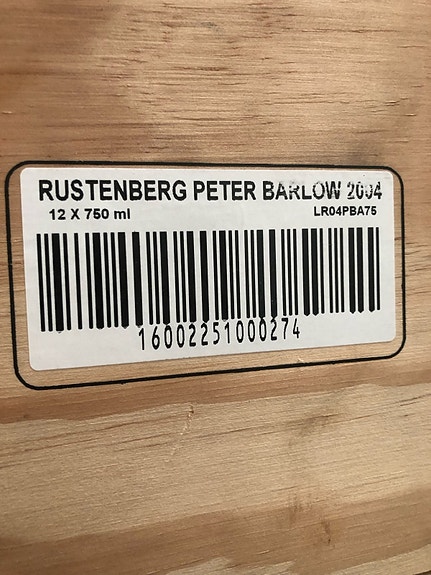 RUSTENBERG PETER BARLOW 2004
12 X 750 ml LR04PBA75
16002251000274